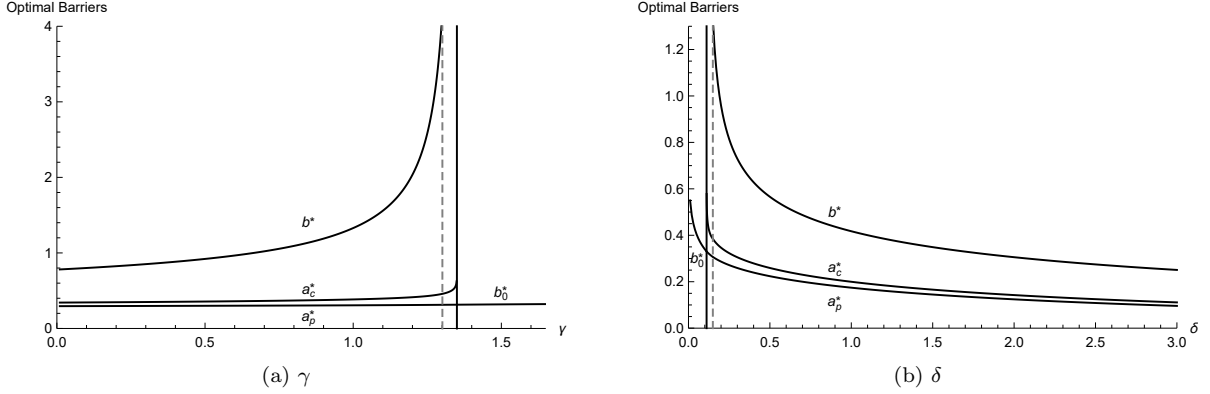 Optimal Barriers
4
3
2
1
0
0.0 0.5 1.0 1.5 γ
b*
a*c
a*p
b*0
(a) γ
Optimal Barriers
1.2
1.0
0.8
0.6
0.4
0.2
0.0
0.0 0.5 1.0 1.5 2.0 2.5 3.0 δ
b*
b*0
a*c
a*p
(b) δ